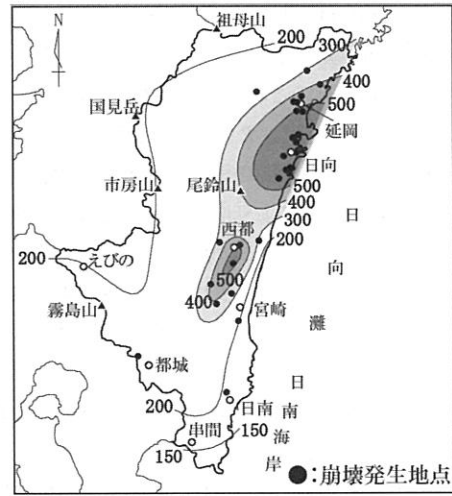 祖母山
N
200
300
400
国見岳
500
延岡
日向
市房山
尾鈴山
500
400
300
200
西都
日向灘
200
えびの
500
400
霧島山
宮崎
都城
200
日南
150
串間
150
日南海岸
●:崩壊発生地点